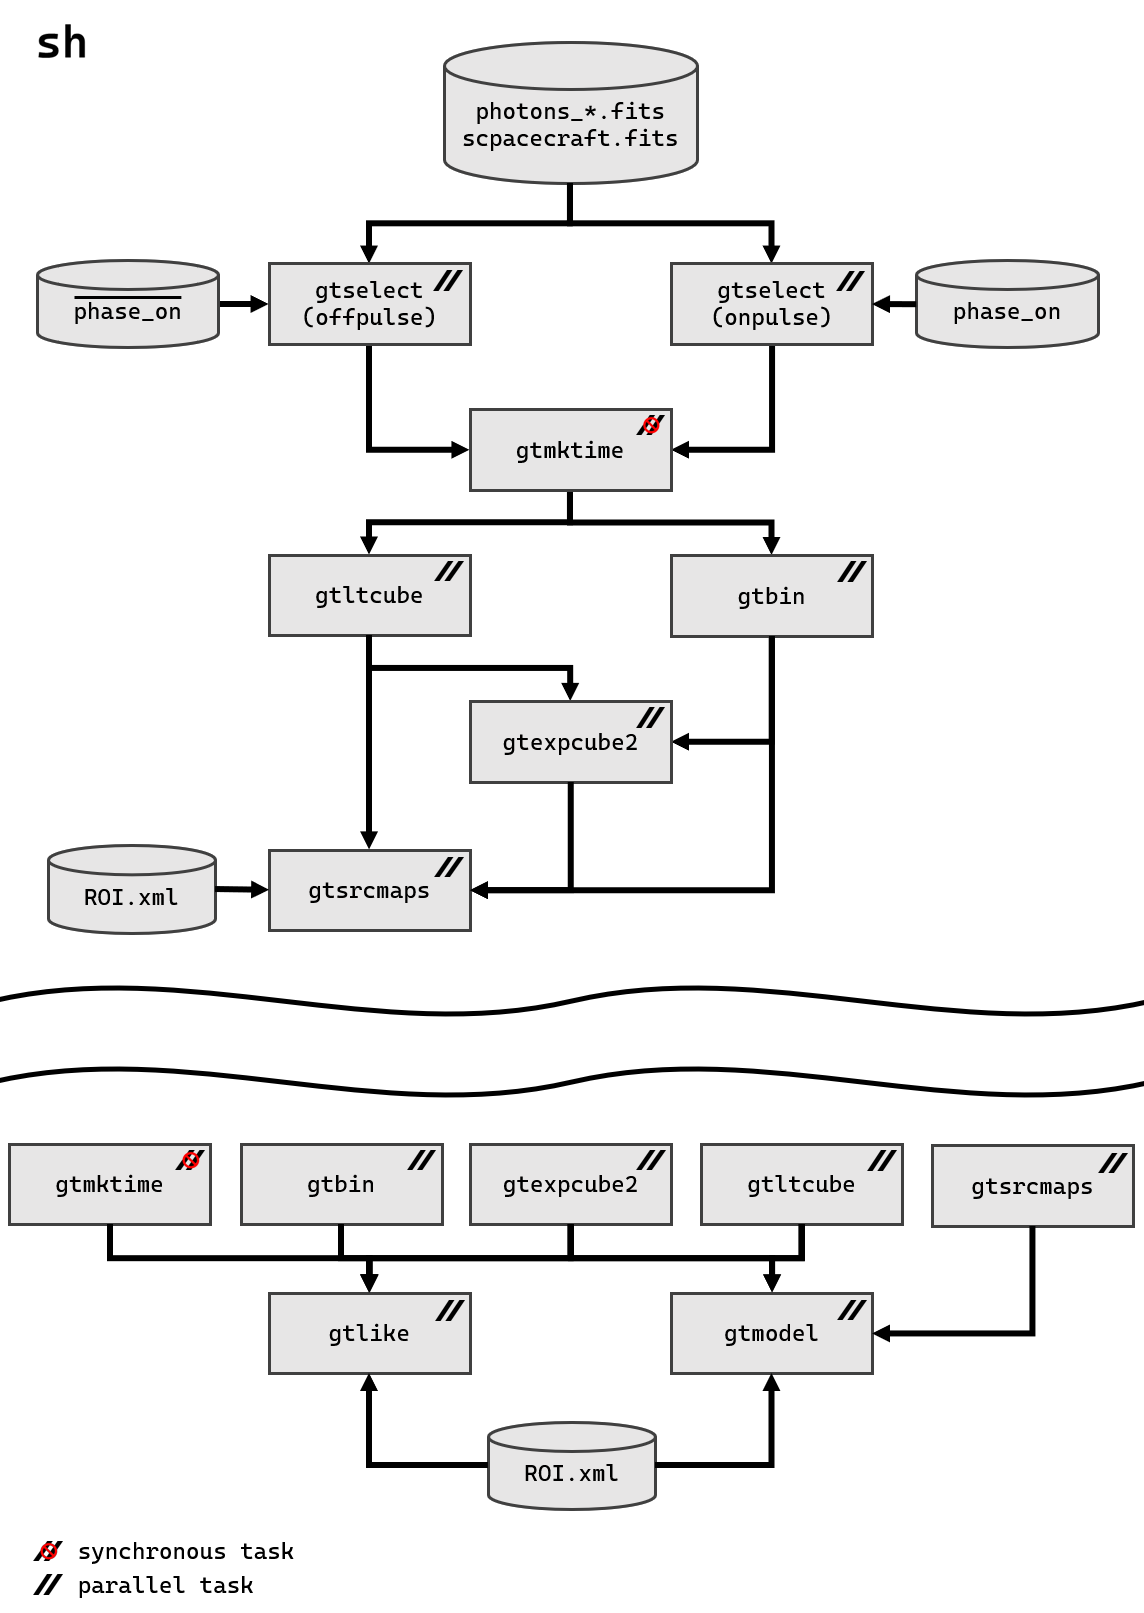 sh
photons_*.fits
scpacecraft.fits
phase_on
gtselect
(offpulse)
gtselect
(onpulse)
phase_on
gtmktime
gtltcube
gtbin
gtexpcube2
ROI.xml
gtsrcmaps
gtmktime
gtbin
gtexpcube2
gtltcube
gtsrcmaps
gtlike
gtmodel
ROI.xml
synchronous task
parallel task